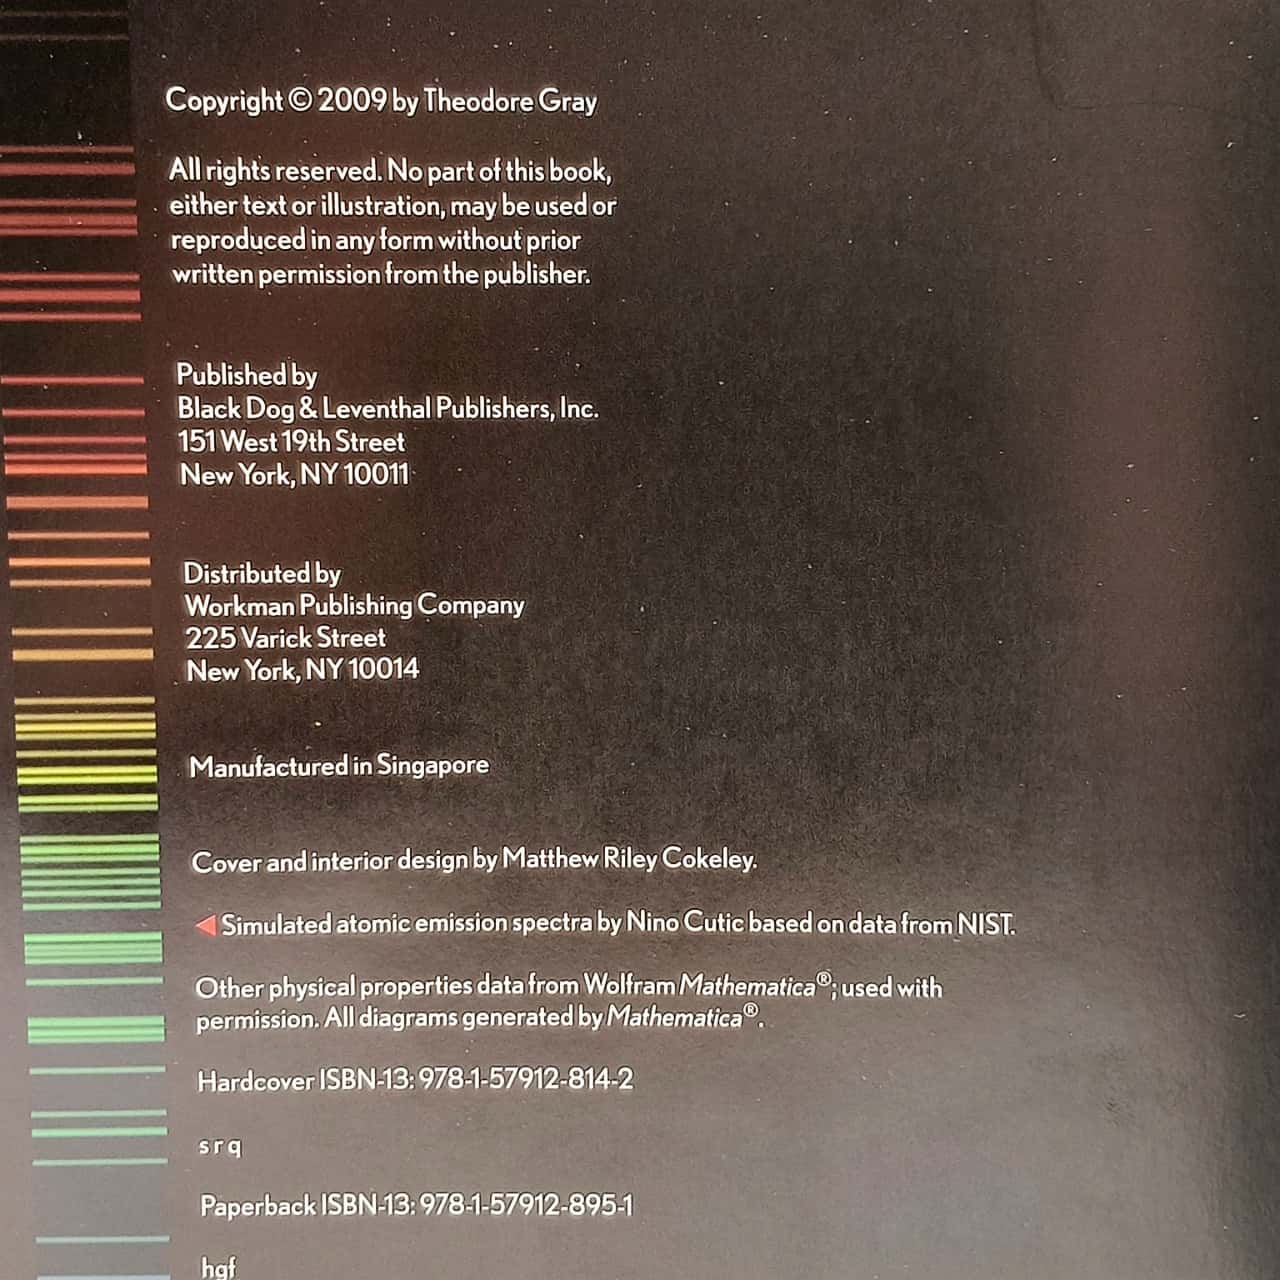 Copyright © 2009 by Theodore Gray
All rights reserved. No part of this book,
either text or illustration, may be used or
reproduced in any form without prior
written permission from the publisher.
Published by
Black Dog & Leventhal Publishers, Inc.
151 West 19th Street
New York, NY 10011
Distributed by
Workman Publishing Company
225 Varick Street
New York, NY 10014
Manufactured in Singapore
Cover and interior design by Matthew Riley Cokeley.
◀ Simulated atomic emission spectra by Nino Cutic based on data from NIST.
Other physical properties data from Wolfram Mathematica®; used with
permission. All diagrams generated by Mathematica®.
Hardcover ISBN-13: 978-1-57912-814-2
s r q
Paperback ISBN-13: 978-1-57912-895-1
hgf